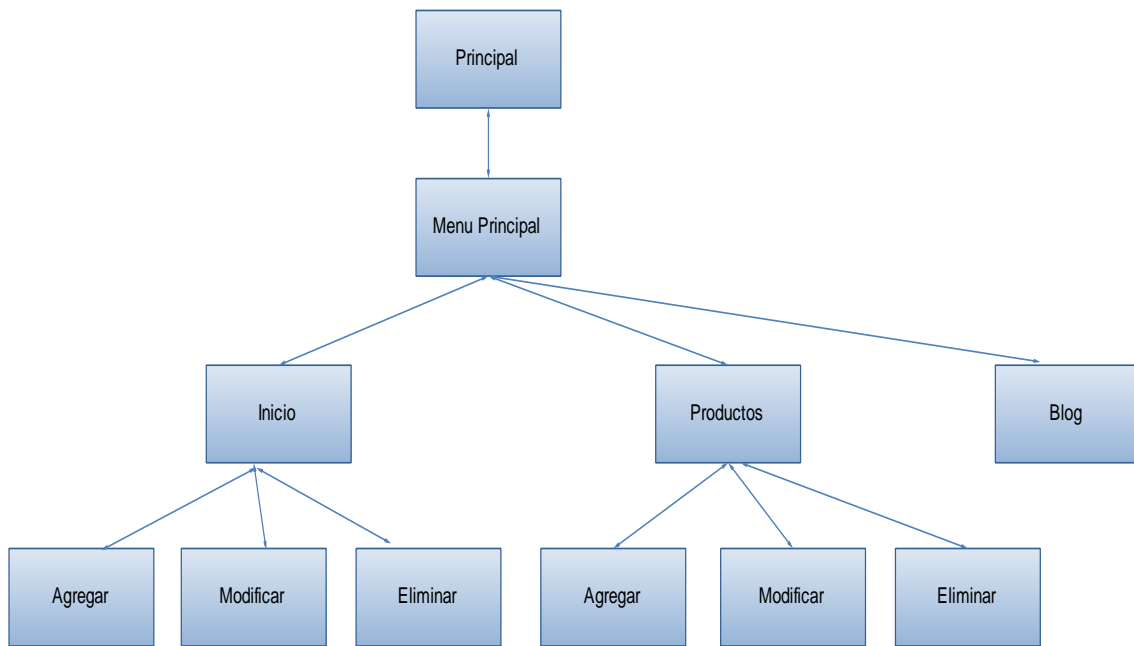 Principal
Menu Principal
Inicio
Productos
Blog
Agregar
Modificar
Eliminar
Agregar
Modificar
Eliminar